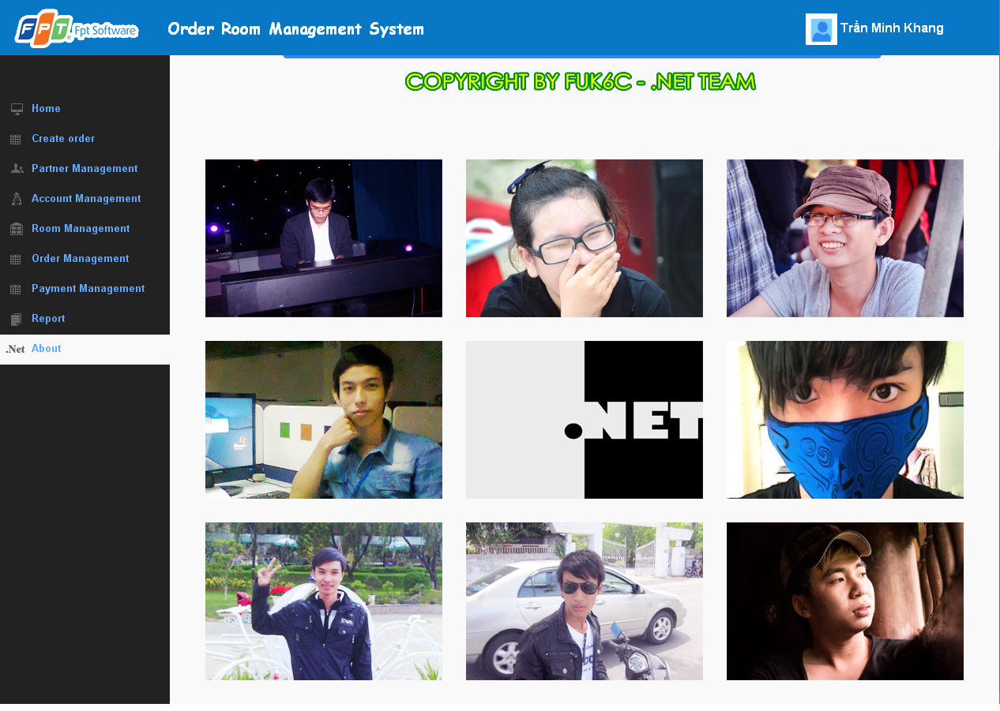 FPT Fpt Software
Order Room Management System
Trần Minh Khang
COPYRIGHT BY FUK6C - .NET TEAM
Home
Create order
Partner Management
Account Management
Room Management
Order Management
Payment Management
Report
.Net About
.NET